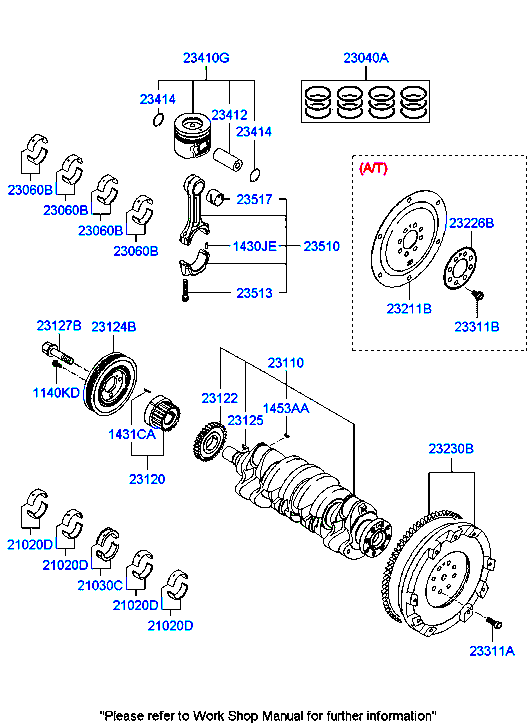 23410G
23040A
23414
23412
23414
(A/T)
23060B
23060B
23060B
23060B
23517
1430JE
23510
23513
23226B
23211B
23311B
23127B
23124B
1140KD
23110
23122
1453AA
23125
1431CA
23120
23230B
21020D
21020D
21030C
21020D
21020D
23311A
"Please refer to Work Shop Manual for further information"